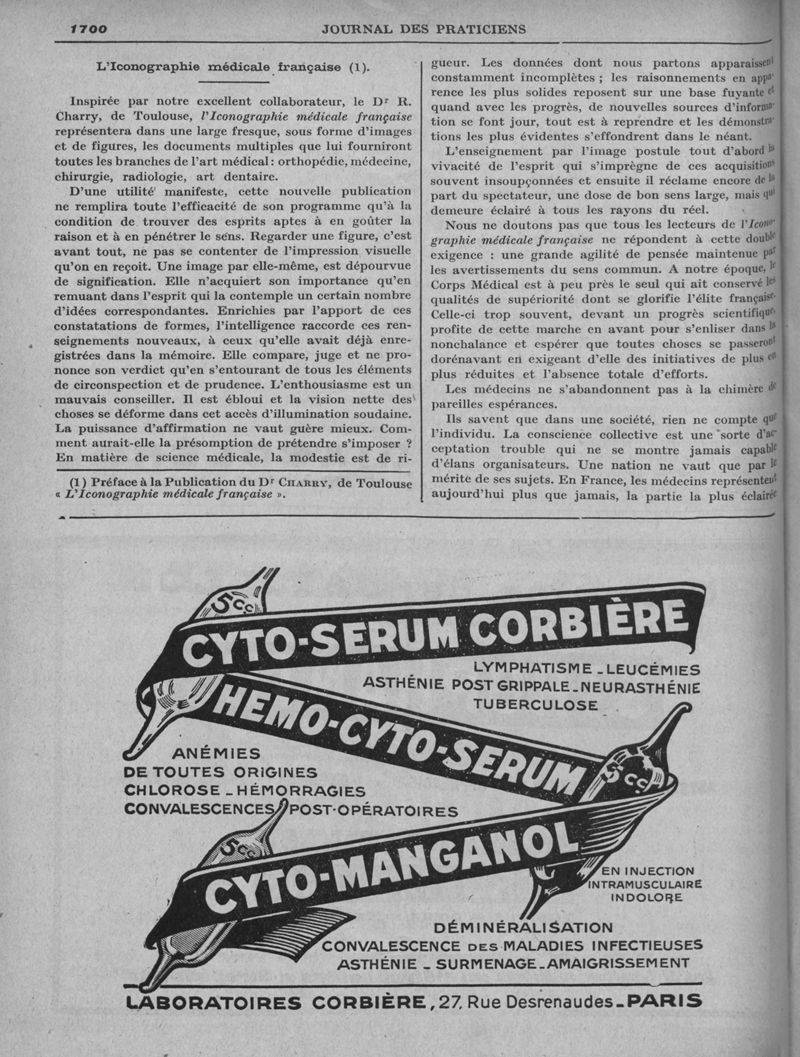 1700
JOURNAL DES PRATICIENS
L'Iconographie médicale française (1).
Inspirée par notre excellent collaborateur, le Dr R.
Charry, de Toulouse, l'Iconographie médicale française
représentera dans une large fresque, sous forme d'images
et de figures, les documents multiples que lui fourniront
toutes les branches de l'art médical : orthopédie, médecine,
chirurgie, radiologie, art dentaire.
D'une utilité manifeste, cette nouvelle publication
ne remplira toute l'efficacité de son programme qu'à la
condition de trouver des esprits aptes à en goûter la
raison et à en pénétrer le sens. Regarder une figure, c'est
avant tout, ne pas se contenter de l'impression visuelle
qu'on en reçoit. Une image par elle-même, est dépourvue
de signification. Elle n'acquiert son importance qu'en
remuant dans l'esprit qui la contemple un certain nombre
d'idées correspondantes. Enrichies par l'apport de ces
constatations de formes, l'intelligence raccorde ces ren-
seignements nouveaux, à ceux qu'elle avait déjà enre-
gistrées dans la mémoire. Elle compare, juge et ne pro-
nonce son verdict qu'en s'entourant de tous les éléments
de circonspection et de prudence. L'enthousiasme est un
mauvais conseiller. Il est ébloui et la vision nette des
choses se déforme dans cet accès d'illumination soudaine.
La puissance d'affirmation ne vaut guère mieux. Com-
ment aurait-elle la présomption de prétendre s'imposer ?
En matière de science médicale, la modestie est de ri-
(1) Préface à la Publication du Dr CHARRY, de Toulouse
« L'Iconographie médicale française ».
gueur. Les données dont nous partons apparaissent
constamment incomplètes ; les raisonnements en appa-
rence les plus solides reposent sur une base fuyante et
quand avec les progrès, de nouvelles sources d'informa-
tion se font jour, tout est à reprendre et les démonstra-
tions les plus évidentes s'effondrent dans le néant.
L'enseignement par l'image postule tout d'abord la
vivacité de l'esprit qui s'imprègne de ces acquisitions
souvent insoupçonnées et ensuite il réclame encore de la
part du spectateur, une dose de bon sens large, mais qui
demeure éclairé à tous les rayons du réel.
Nous ne doutons pas que tous les lecteurs de l'Icono-
graphie médicale française ne répondent à cette double
exigence : une grande agilité de pensée maintenue par
les avertissements du sens commun. A notre époque, le
Corps Médical est à peu près le seul qui ait conservé les
qualités de supériorité dont se glorifie l'élite française.
Celle-ci trop souvent, devant un progrès scientifique,
profite de cette marche en avant pour s'enliser dans la
nonchalance et espérer que toutes choses se passeront
dorénavant en exigeant d'elle des initiatives de plus en
plus réduites et l'absence totale d'efforts.
Les médecins ne s'abandonnent pas à la chimère de
pareilles espérances.
Ils savent que dans une société, rien ne compte que
l'individu. La conscience collective est une sorte d'ac-
ceptation trouble qui ne se montre jamais capable
d'élans organisateurs. Une nation ne vaut que par le
mérite de ses sujets. En France, les médecins représentent
aujourd'hui plus que jamais, la partie la plus éclairée
5cc.
CYTO-SERUM CORBIÈRE
LYMPHATISME _ LEUCÉMIES
ASTHÉNIE POST GRIPPALE _ NEURASTHÉNIE
TUBERCULOSE
HEMO-CYTO-SERUM
5cc.
ANÉMIES
DE TOUTES ORIGINES
CHLOROSE _ HÉMORRAGIES
CONVALESCENCES POST-OPÉRATOIRES
5cc.
CYTO-MANGANOL
EN INJECTION
INTRAMUSCULAIRE
INDOLORE
DÉMINÉRALISATION
CONVALESCENCE DES MALADIES INFECTIEUSES
ASTHÉNIE _ SURMENAGE _ AMAIGRISSEMENT
LABORATOIRES CORBIÈRE, 27, Rue Desrenaudes _ PARIS